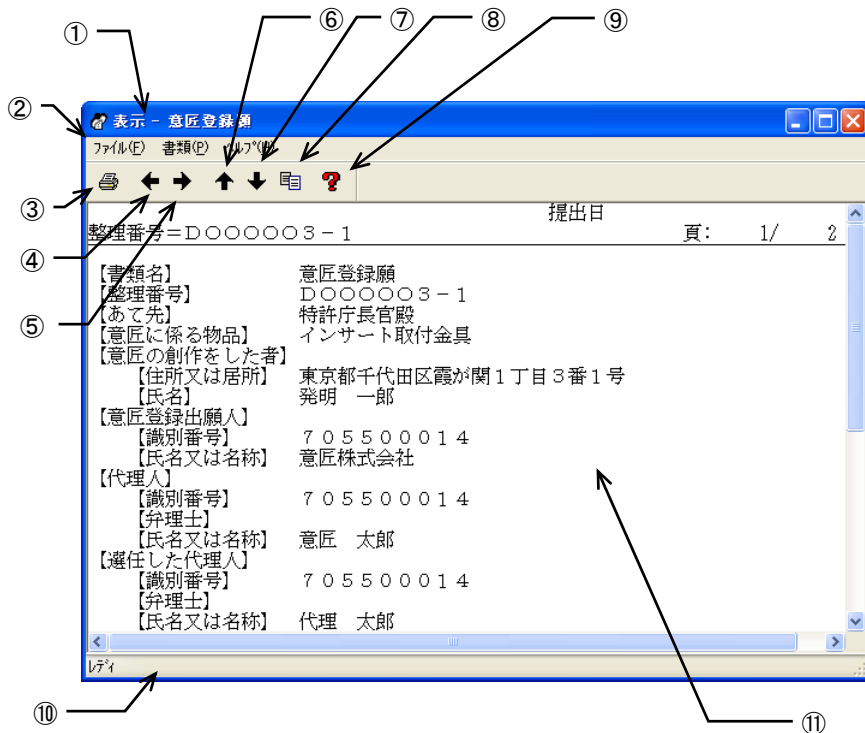 ⑥ ⑦ ⑧ ⑨
①
②
表示 - 意匠登録願
ファイル(F) 書類(P) ヘルプ(H)
③
提出日
整理番号=DOOOOO3-1 頁: 1/ 2
④
【書類名】 意匠登録願
【整理番号】 DOOOOO3-1
【あて先】 特許庁長官殿
⑤
【意匠に係る物品】 インサート取付金具
【意匠の創作をした者】
【住所又は居所】 東京都千代田区霞が関1丁目3番1号
【氏名】 発明 一郎
【意匠登録出願人】
【識別番号】 705500014
【氏名又は名称】 意匠株式会社
【代理人】
【識別番号】 705500014
【弁理士】
【氏名又は名称】 意匠 太郎
【選任した代理人】
【識別番号】 705500014
【弁理士】
【氏名又は名称】 代理 太郎
レディ
⑩ ⑪